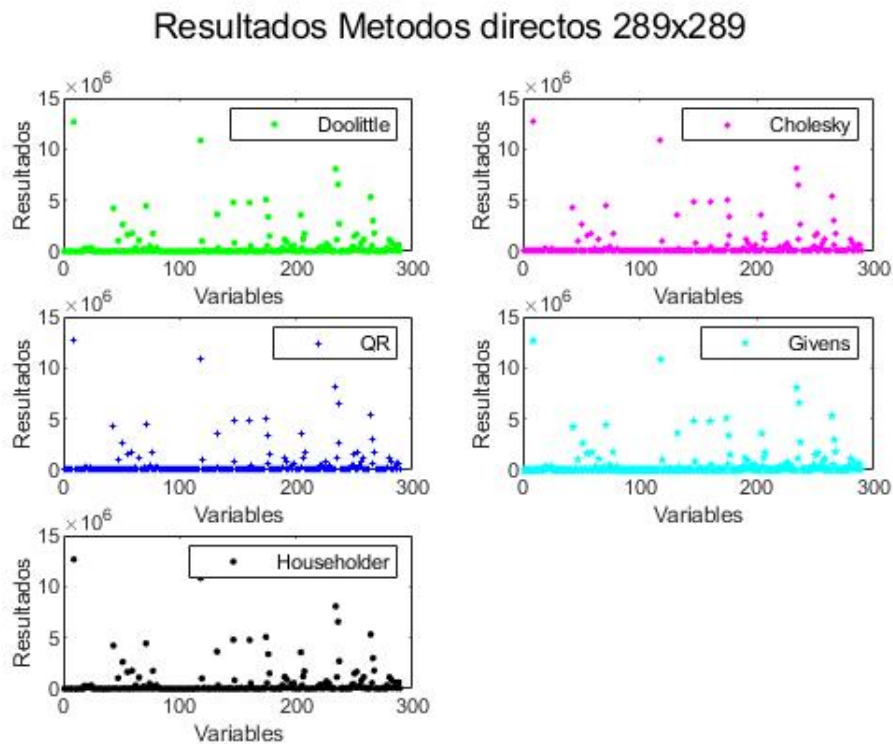 Resultados Metodos directos 289x289
×10^6
15
10
5
0
Resultados
Doolittle
0 100 200 300
Variables
×10^6
15
10
5
0
Resultados
Cholesky
0 100 200 300
Variables
×10^6
15
10
5
0
Resultados
QR
0 100 200 300
Variables
×10^6
15
10
5
0
Resultados
Givens
0 100 200 300
Variables
×10^6
15
10
5
0
Resultados
Householder
0 100 200 300
Variables